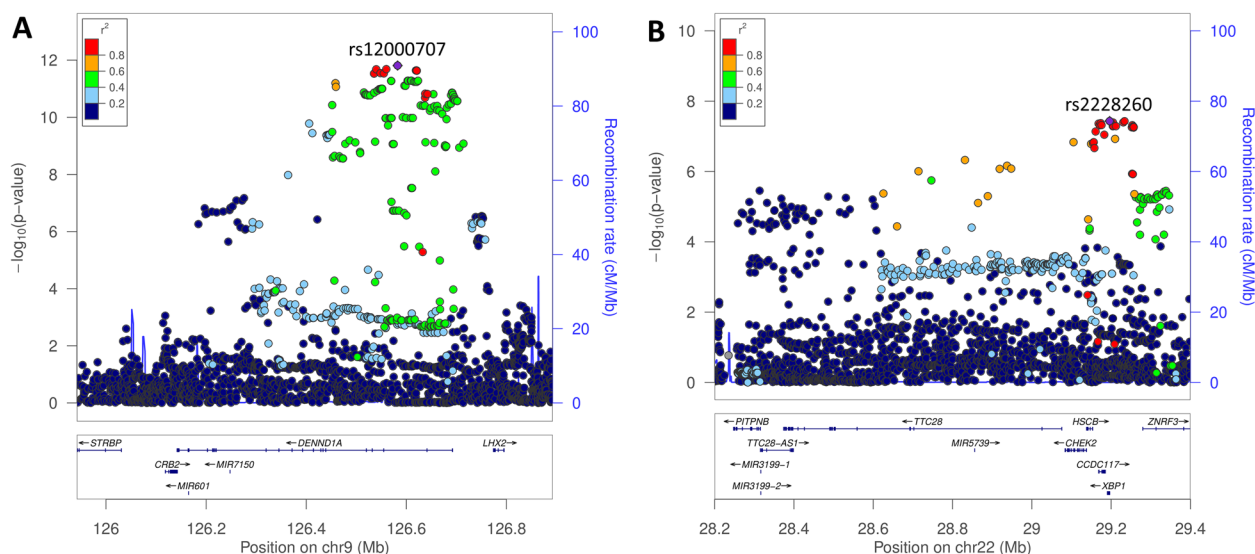 A
r²
0.8
0.6
0.4
0.2
rs12000707
−log₁₀(p−value)
0
2
4
6
8
10
12
Recombination rate (cM/Mb)
0
20
40
60
80
100
←STRBP
←DENND1A
LHX2→
CRB2→
←MIR7150
←MIR601
126
126.2
126.4
126.6
126.8
Position on chr9 (Mb)
B
r²
0.8
0.6
0.4
0.2
rs2228260
−log₁₀(p−value)
0
2
4
6
8
10
Recombination rate (cM/Mb)
0
20
40
60
80
100
←PITPNB
←TTC28
HSCB→
ZNRF3→
TTC28−AS1→
MIR5739→
←CHEK2
←MIR3199−1
CCDC117→
MIR3199−2→
←XBP1
28.2
28.4
28.6
28.8
29
29.2
29.4
Position on chr22 (Mb)